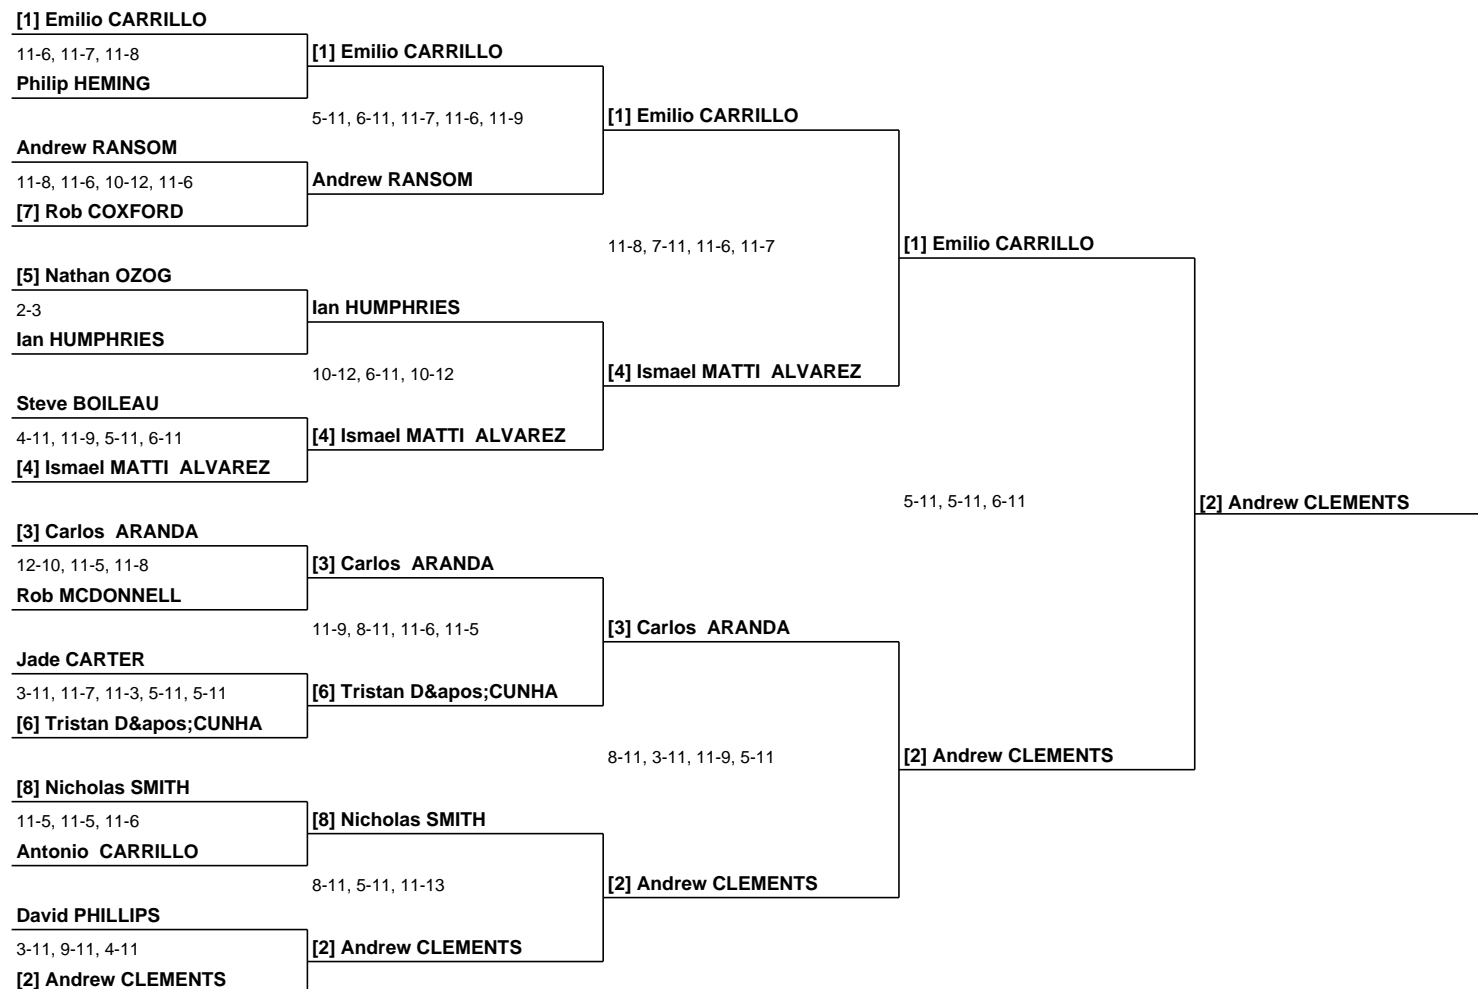 [1] Emilio CARRILLO
11-6, 11-7, 11-8
Philip HEMING
Andrew RANSOM
11-8, 11-6, 10-12, 11-6
[7] Rob COXFORD
[5] Nathan OZOG
2-3
Ian HUMPHRIES
Steve BOILEAU
4-11, 11-9, 5-11, 6-11
[4] Ismael MATTI  ALVAREZ
[3] Carlos  ARANDA
12-10, 11-5, 11-8
Rob MCDONNELL
Jade CARTER
3-11, 11-7, 11-3, 5-11, 5-11
[6] Tristan D&apos;CUNHA
[8] Nicholas SMITH
11-5, 11-5, 11-6
Antonio  CARRILLO
David PHILLIPS
3-11, 9-11, 4-11
[2] Andrew CLEMENTS
[1] Emilio CARRILLO
5-11, 6-11, 11-7, 11-6, 11-9
Andrew RANSOM
Ian HUMPHRIES
10-12, 6-11, 10-12
[4] Ismael MATTI  ALVAREZ
[3] Carlos  ARANDA
11-9, 8-11, 11-6, 11-5
[6] Tristan D&apos;CUNHA
[8] Nicholas SMITH
8-11, 5-11, 11-13
[2] Andrew CLEMENTS
[1] Emilio CARRILLO
11-8, 7-11, 11-6, 11-7
[4] Ismael MATTI  ALVAREZ
[3] Carlos  ARANDA
8-11, 3-11, 11-9, 5-11
[2] Andrew CLEMENTS
[1] Emilio CARRILLO
5-11, 5-11, 6-11
[2] Andrew CLEMENTS
[2] Andrew CLEMENTS